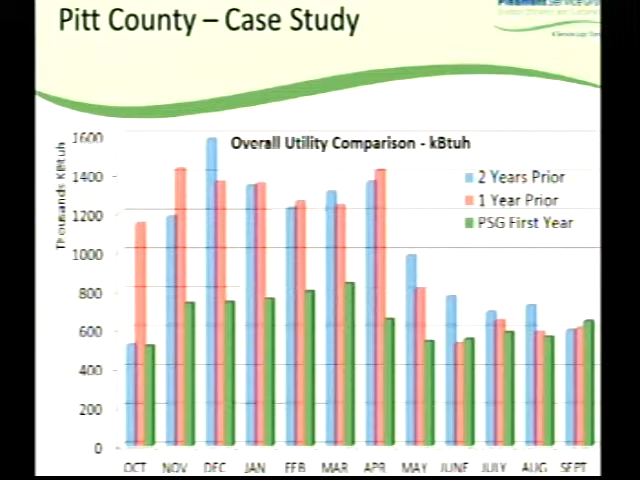 Pitt County – Case Study
Overall Utility Comparison - kBtuh
Thousands KBtuh
1600
1400
1200
1000
800
600
400
200
0
2 Years Prior
1 Year Prior
PSG First Year
OCT NOV DEC JAN FEB MAR APR MAY JUNE JULY AUG SEPT